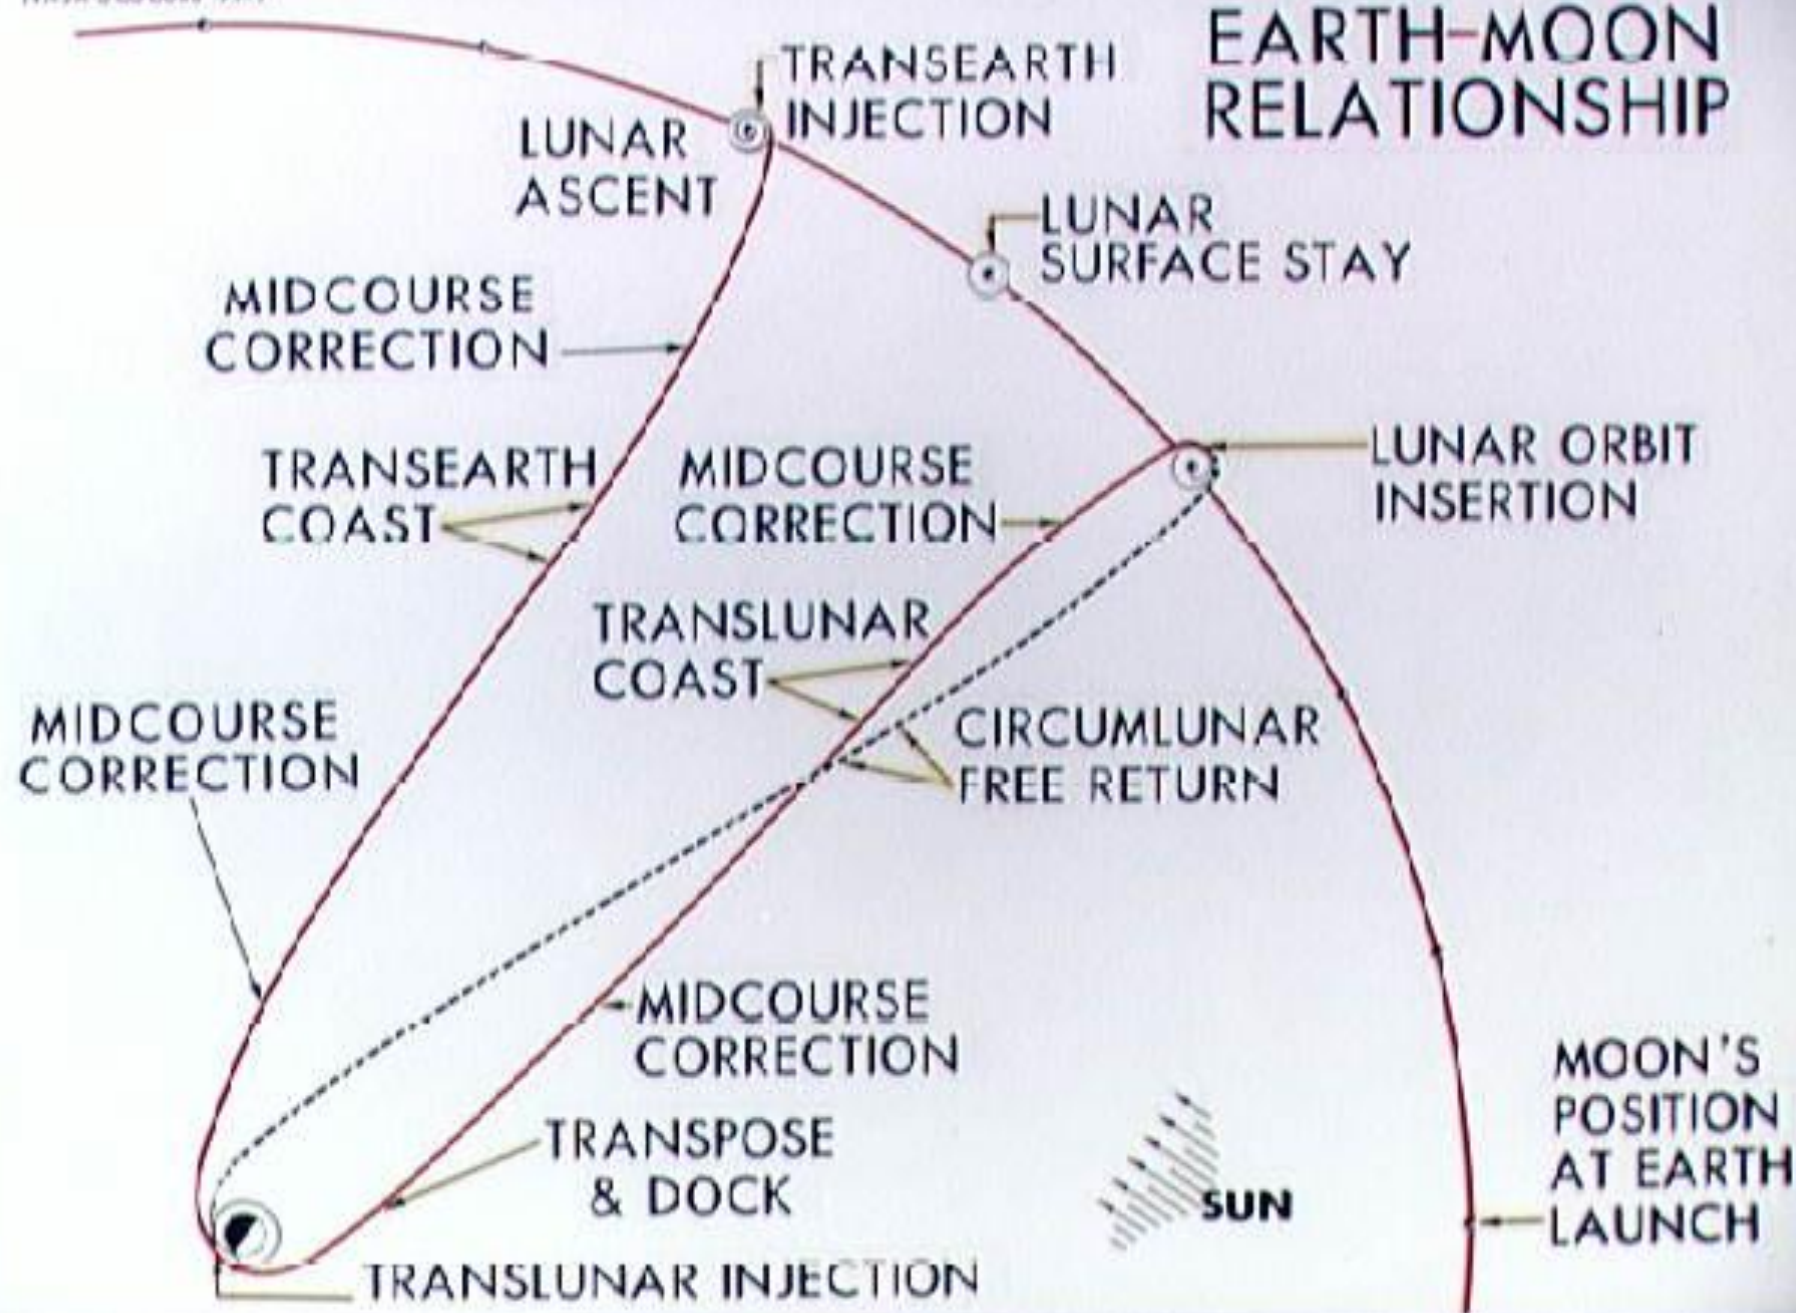 EARTH-MOON
RELATIONSHIP
TRANSEARTH
INJECTION
LUNAR
ASCENT
LUNAR
SURFACE STAY
MIDCOURSE
CORRECTION
LUNAR ORBIT
INSERTION
TRANSEARTH
COAST
MIDCOURSE
CORRECTION
TRANSLUNAR
COAST
MIDCOURSE
CORRECTION
CIRCUMLUNAR
FREE RETURN
MIDCOURSE
CORRECTION
MOON'S
POSITION
AT EARTH
LAUNCH
TRANSPOSE
& DOCK
SUN
TRANSLUNAR INJECTION